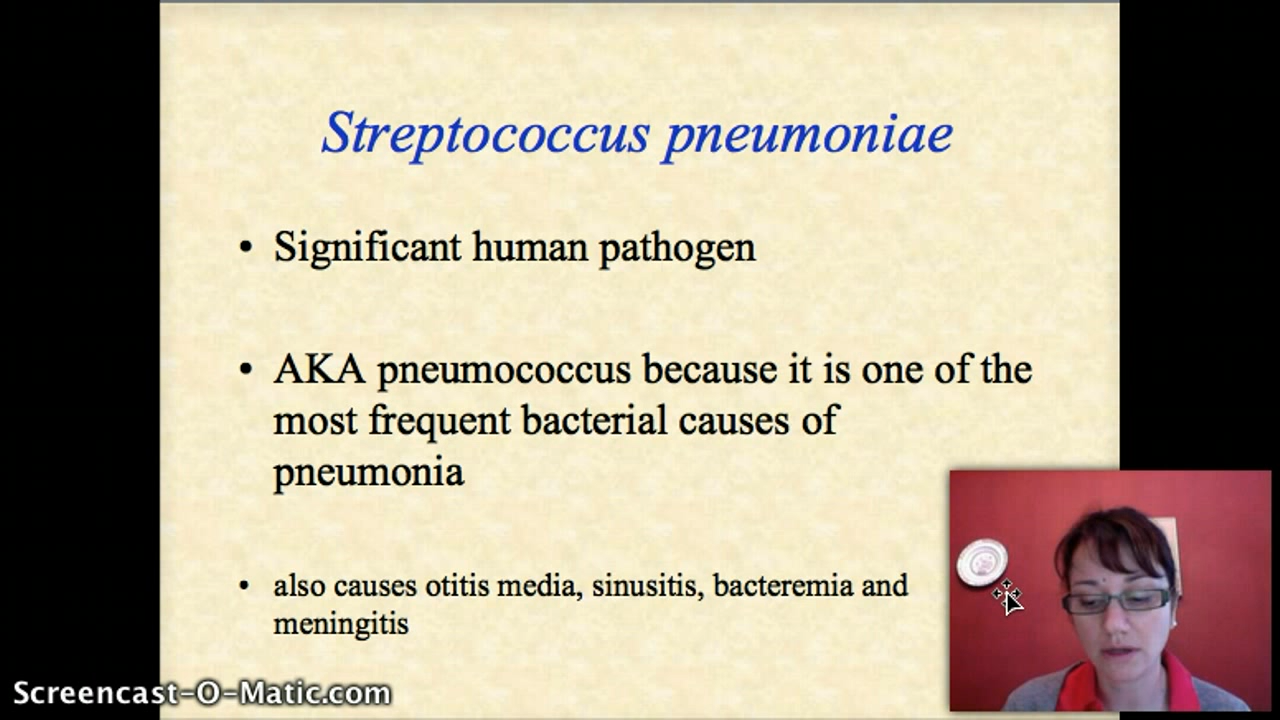 Streptococcus pneumoniae
• Significant human pathogen
• AKA pneumococcus because it is one of the
most frequent bacterial causes of
pneumonia
• also causes otitis media, sinusitis, bacteremia and
meningitis
Screencast-O-Matic.com